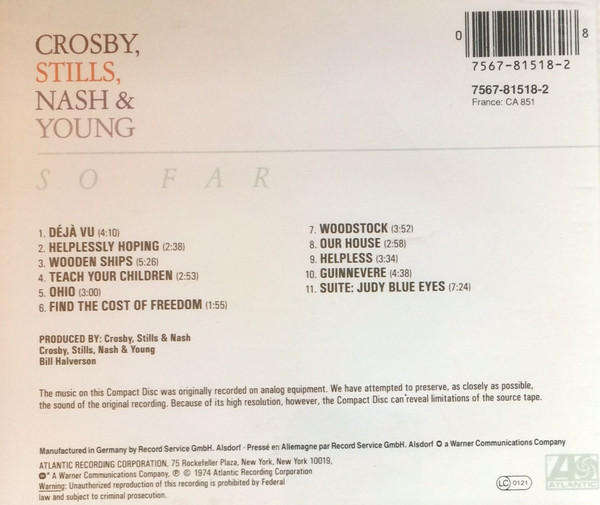 CROSBY,
STILLS,
NASH &
YOUNG
0 8
7567-81518-2
7567-81518-2
France: CA 851
SO FAR
1. DÉJÀ VU (4:10)
2. HELPLESSLY HOPING (2:38)
3. WOODEN SHIPS (5:26)
4. TEACH YOUR CHILDREN (2:53)
5. OHIO (3:00)
6. FIND THE COST OF FREEDOM (1:55)
7. WOODSTOCK (3:52)
8. OUR HOUSE (2:58)
9. HELPLESS (3:34)
10. GUINNEVERE (4:38)
11. SUITE: JUDY BLUE EYES (7:24)
PRODUCED BY: Crosby, Stills & Nash
Crosby, Stills, Nash & Young
Bill Halverson
The music on this Compact Disc was originally recorded on analog equipment. We have attempted to preserve, as closely as possible,
the sound of the original recording. Because of its high resolution, however, the Compact Disc can reveal limitations of the source tape.
Manufactured in Germany by Record Service GmbH. Alsdorf · Pressé en Allemagne par Record Service GmbH. Alsdorf a Warner Communications Company
ATLANTIC RECORDING CORPORATION, 75 Rockefeller Plaza, New York, New York 10019,
* A Warner Communications Company, ℗ © 1974 Atlantic Recording Corporation
Warning: Unauthorized reproduction of this recording is prohibited by Federal
law and subject to criminal prosecution.
LC 0121
ATLANTIC